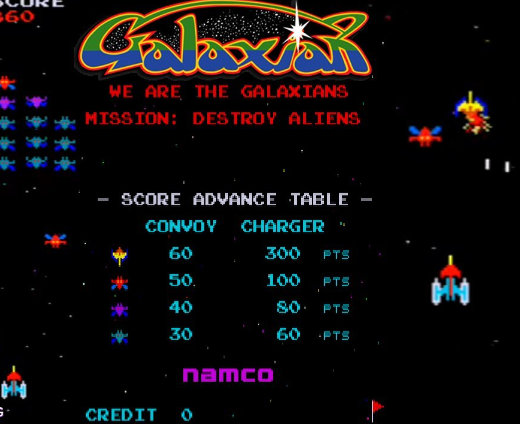 SCORE
360
Galaxian
WE ARE THE GALAXIANS
MISSION: DESTROY ALIENS
- SCORE ADVANCE TABLE -
CONVOY CHARGER
60 300 PTS
50 100 PTS
40 80 PTS
30 60 PTS
namco
CREDIT 0